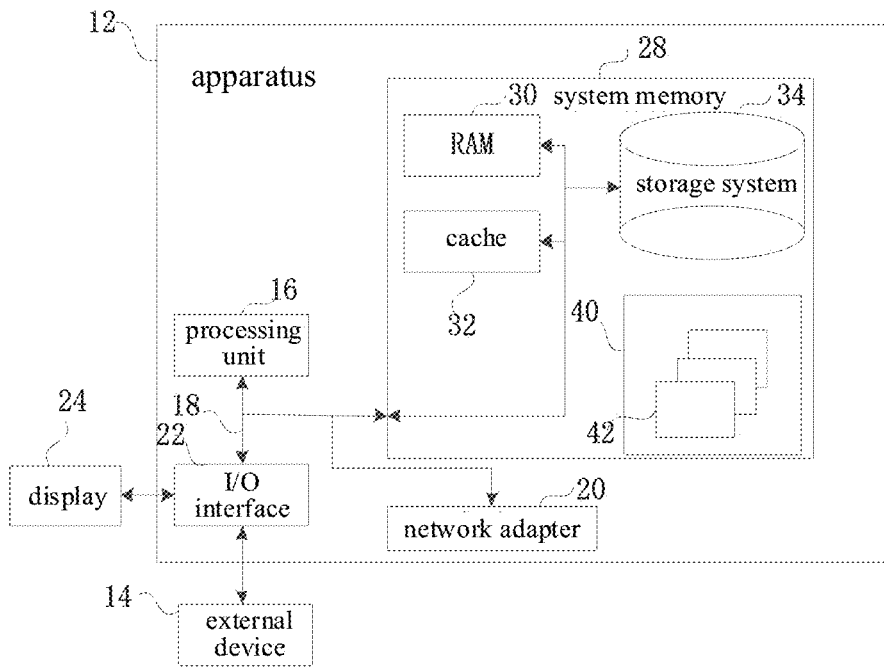 12
apparatus
28
system memory
30
34
RAM
storage system
cache
32
16
40
processing
unit
18
42
24
22
I/O
interface
display
20
network adapter
14
external
device